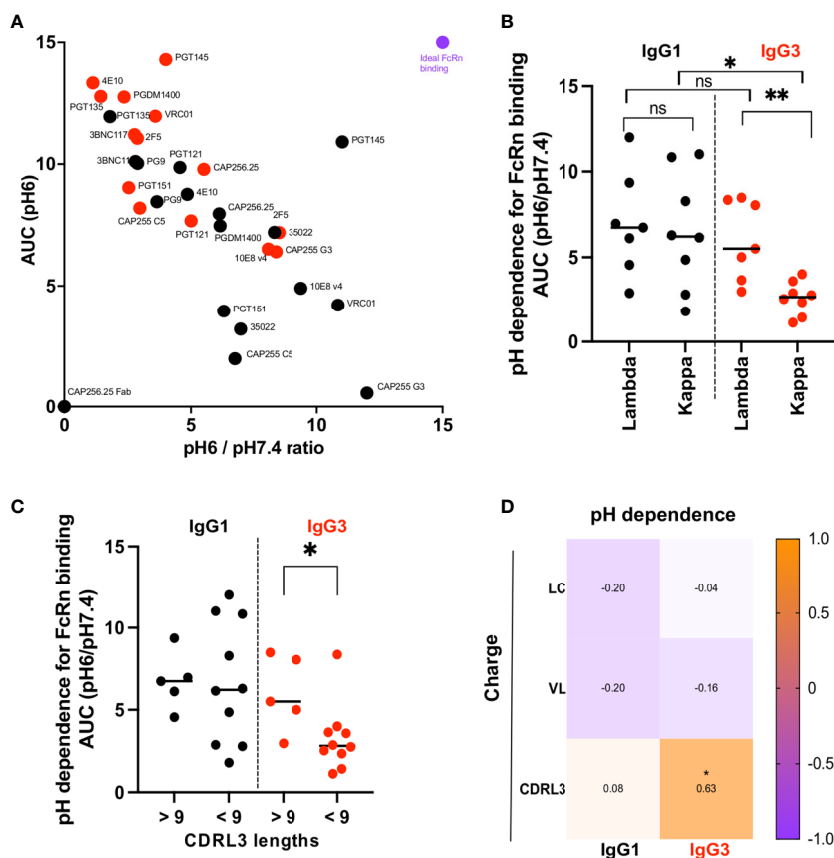 A
AUC (pH6)
15
10
5
0
0
5
10
15
pH6 / pH7.4 ratio
Ideal FcRn
binding
PGT145
4E10
PGDM1400
PGT135
PGT135
VRC01
3BNC117
2F5
3BNC11
PG9
PGT121
PGT145
CAP256.25
PGT151
PG9
4E10
CAP255 C5
CAP256.25
PGT121
PGDM1400
2F5
35022
10E8 v4
CAP255 G3
10E8 v4
PGT151
VRC01
35022
CAP255 C5
CAP255 G3
CAP256.25 Fab
B
IgG1
IgG3
pH dependence for FcRn binding
AUC (pH6/pH7.4)
15
10
5
0
*
ns
ns
**
Lambda
Kappa
Lambda
Kappa
C
IgG1
IgG3
pH dependence for FcRn binding
AUC (pH6/pH7.4)
15
10
5
0
*
> 9
< 9
> 9
< 9
CDRL3 lengths
D
pH dependence
Charge
LC
-0.20
-0.04
VL
-0.20
-0.16
CDRL3
0.08
*
0.63
IgG1
IgG3
1.0
0.5
0
-0.5
-1.0